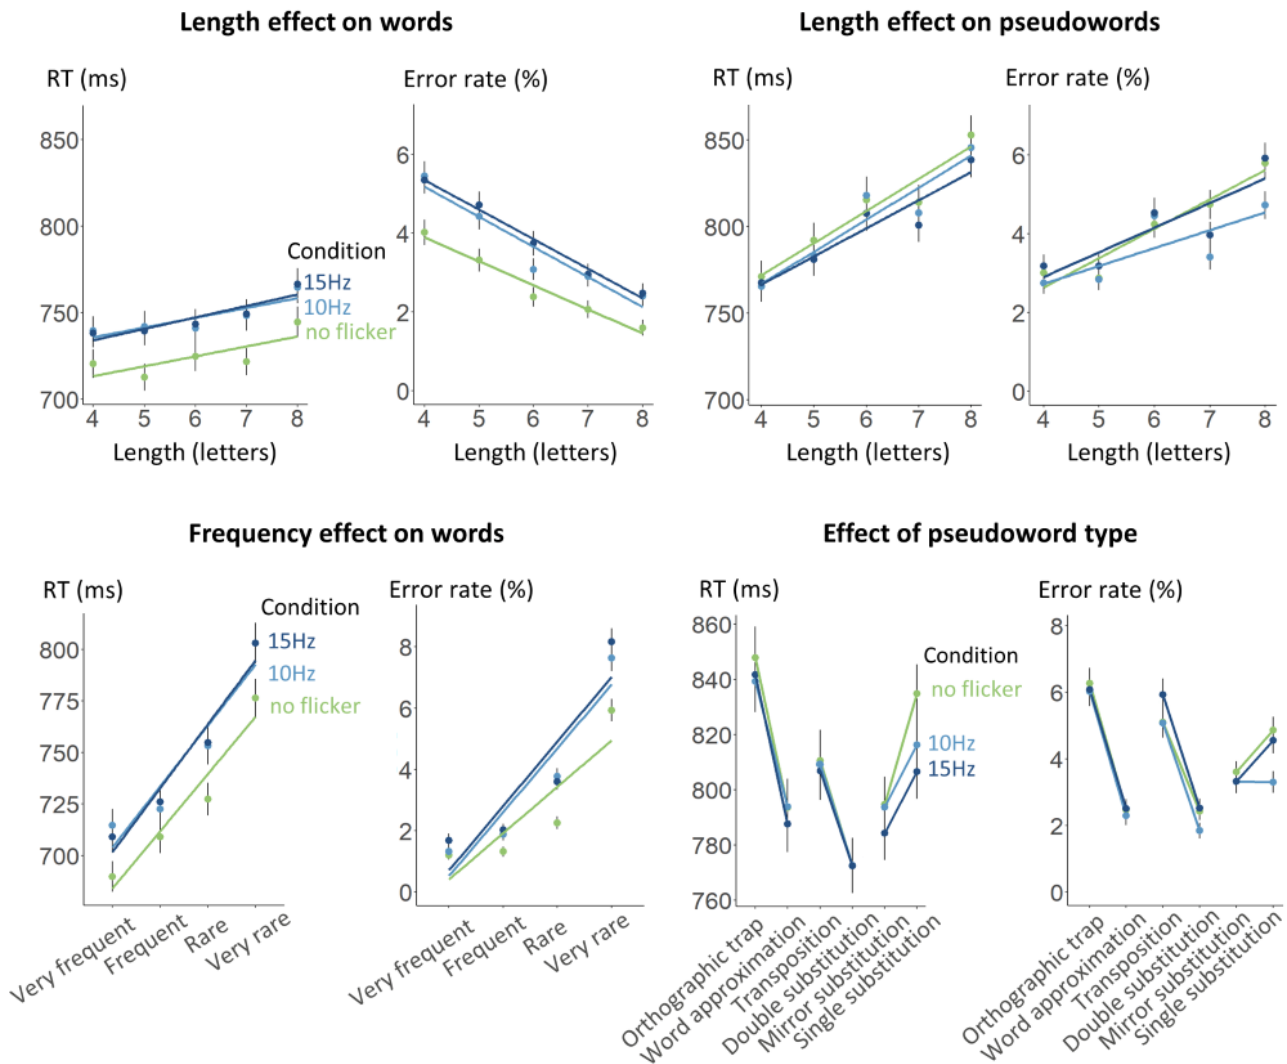 Length effect on words
Length effect on pseudowords
RT (ms)
Error rate (%)
RT (ms)
Error rate (%)
850
800
750
700
4 5 6 7 8
Length (letters)
Condition
15Hz
10Hz
no flicker
6
4
2
0
4 5 6 7 8
Length (letters)
850
800
750
700
4 5 6 7 8
Length (letters)
6
4
2
0
4 5 6 7 8
Length (letters)
Frequency effect on words
Effect of pseudoword type
RT (ms)
Error rate (%)
RT (ms)
Error rate (%)
800
775
750
725
700
Very frequent
Frequent
Rare
Very rare
Condition
15Hz
10Hz
no flicker
8
6
4
2
0
Very frequent
Frequent
Rare
Very rare
860
840
820
800
780
760
Orthographic trap
Word approximation
Transposition
Double substitution
Mirror substitution
Single substitution
Condition
no flicker
10Hz
15Hz
8
6
4
2
0
Orthographic trap
Word approximation
Transposition
Double substitution
Mirror substitution
Single substitution